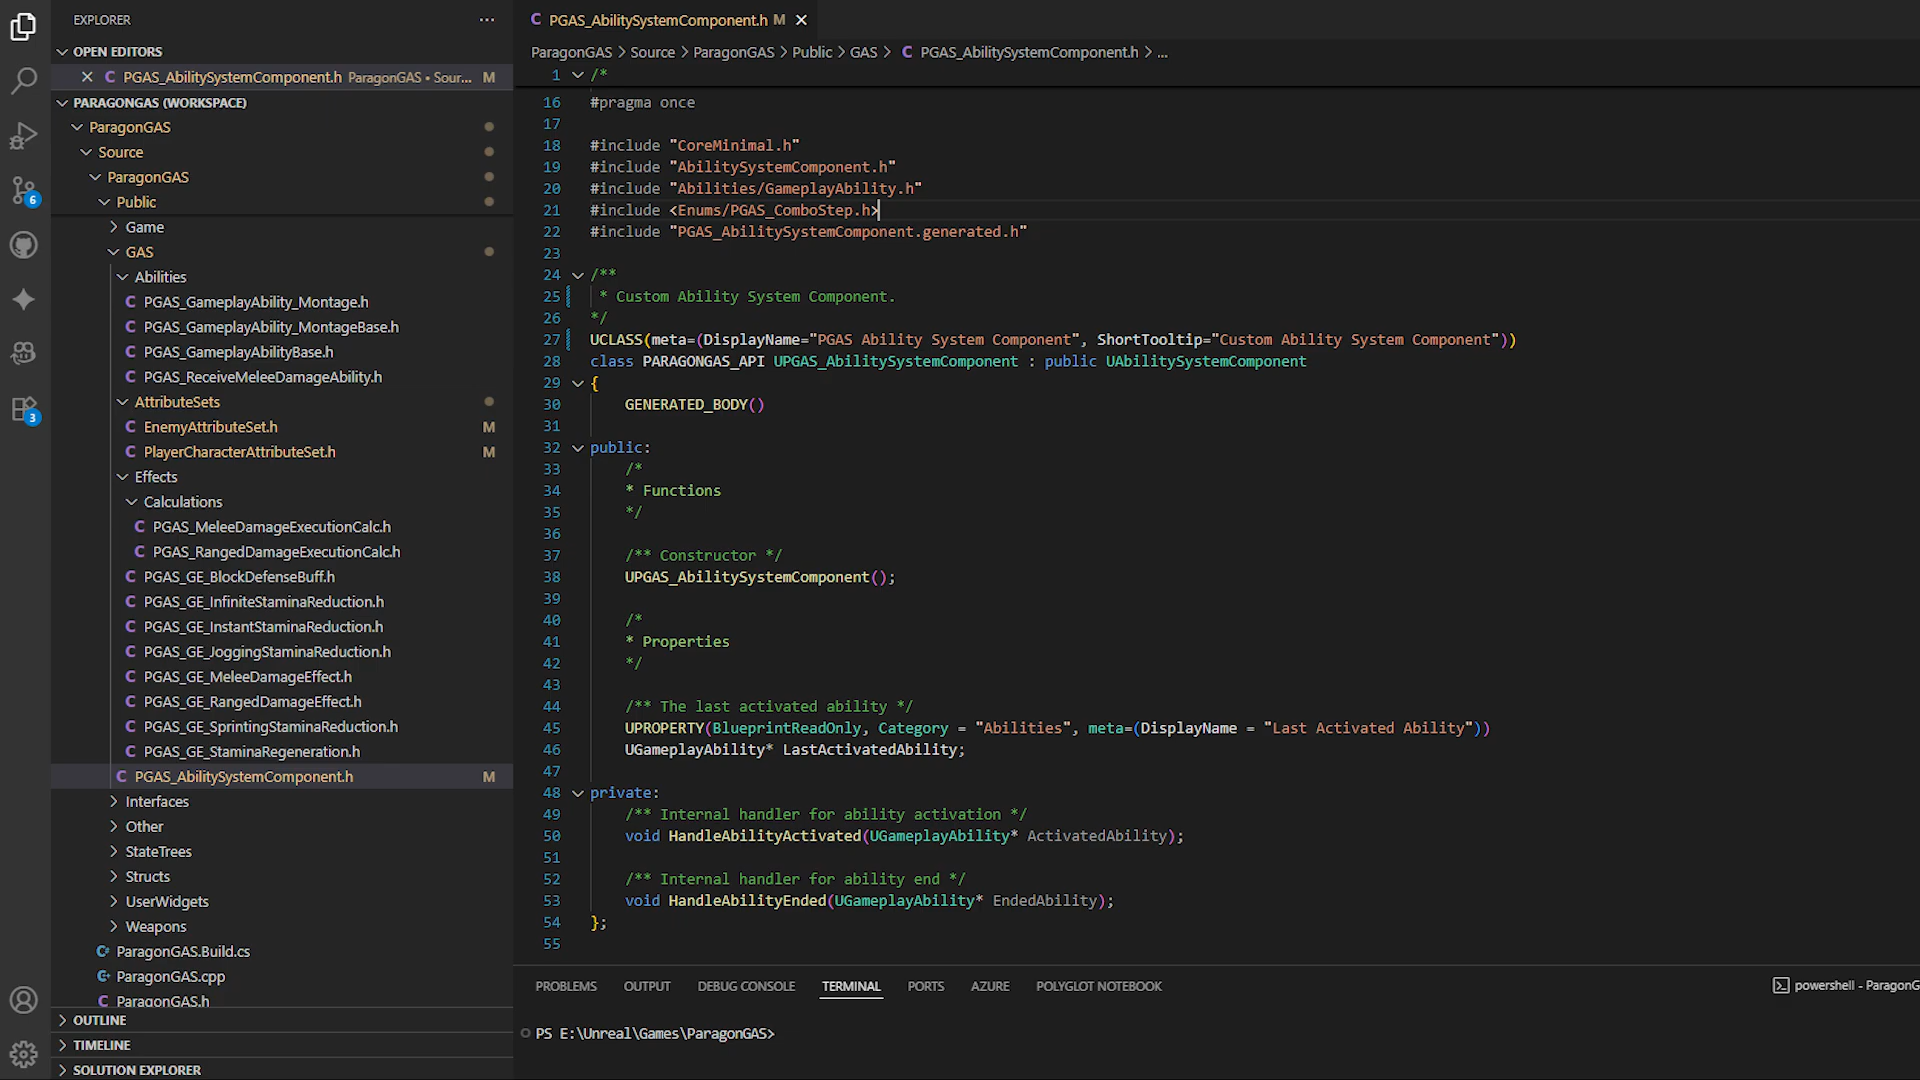 EXPLORER
OPEN EDITORS
PGAS_AbilitySystemComponent.h ParagonGAS • Sour... M
PARAGONGAS (WORKSPACE)
ParagonGAS
Source
ParagonGAS
Public
Game
GAS
Abilities
C PGAS_GameplayAbility_Montage.h
C PGAS_GameplayAbility_MontageBase.h
C PGAS_GameplayAbilityBase.h
C PGAS_ReceiveMeleeDamageAbility.h
AttributeSets
C EnemyAttributeSet.h M
C PlayerCharacterAttributeSet.h M
Effects
Calculations
C PGAS_MeleeDamageExecutionCalc.h
C PGAS_RangedDamageExecutionCalc.h
C PGAS_GE_BlockDefenseBuff.h
C PGAS_GE_InfiniteStaminaReduction.h
C PGAS_GE_InstantStaminaReduction.h
C PGAS_GE_JoggingStaminaReduction.h
C PGAS_GE_MeleeDamageEffect.h
C PGAS_GE_RangedDamageEffect.h
C PGAS_GE_SprintingStaminaReduction.h
C PGAS_GE_StaminaRegeneration.h
C PGAS_AbilitySystemComponent.h M
Interfaces
Other
StateTrees
Structs
UserWidgets
Weapons
ParagonGAS.Build.cs
ParagonGAS.cpp
C ParagonGAS.h
OUTLINE
TIMELINE
SOLUTION EXPLORER
6
3
C PGAS_AbilitySystemComponent.h M
ParagonGAS > Source > ParagonGAS > Public > GAS > C PGAS_AbilitySystemComponent.h > ...
1 /*
16 #pragma once
17
18 #include "CoreMinimal.h"
19 #include "AbilitySystemComponent.h"
20 #include "Abilities/GameplayAbility.h"
21 #include <Enums/PGAS_ComboStep.h>
22 #include "PGAS_AbilitySystemComponent.generated.h"
23
24 /**
25 * Custom Ability System Component.
26 */
27 UCLASS(meta=(DisplayName="PGAS Ability System Component", ShortTooltip="Custom Ability System Component"))
28 class PARAGONGAS_API UPGAS_AbilitySystemComponent : public UAbilitySystemComponent
29 {
30 GENERATED_BODY()
31
32 public:
33 /*
34 * Functions
35 */
36
37 /** Constructor */
38 UPGAS_AbilitySystemComponent();
39
40 /*
41 * Properties
42 */
43
44 /** The last activated ability */
45 UPROPERTY(BlueprintReadOnly, Category = "Abilities", meta=(DisplayName = "Last Activated Ability"))
46 UGameplayAbility* LastActivatedAbility;
47
48 private:
49 /** Internal handler for ability activation */
50 void HandleAbilityActivated(UGameplayAbility* ActivatedAbility);
51
52 /** Internal handler for ability end */
53 void HandleAbilityEnded(UGameplayAbility* EndedAbility);
54 };
55
PROBLEMS OUTPUT DEBUG CONSOLE TERMINAL PORTS AZURE POLYGLOT NOTEBOOK powershell - ParagonG
PS E:\Unreal\Games\ParagonGAS>